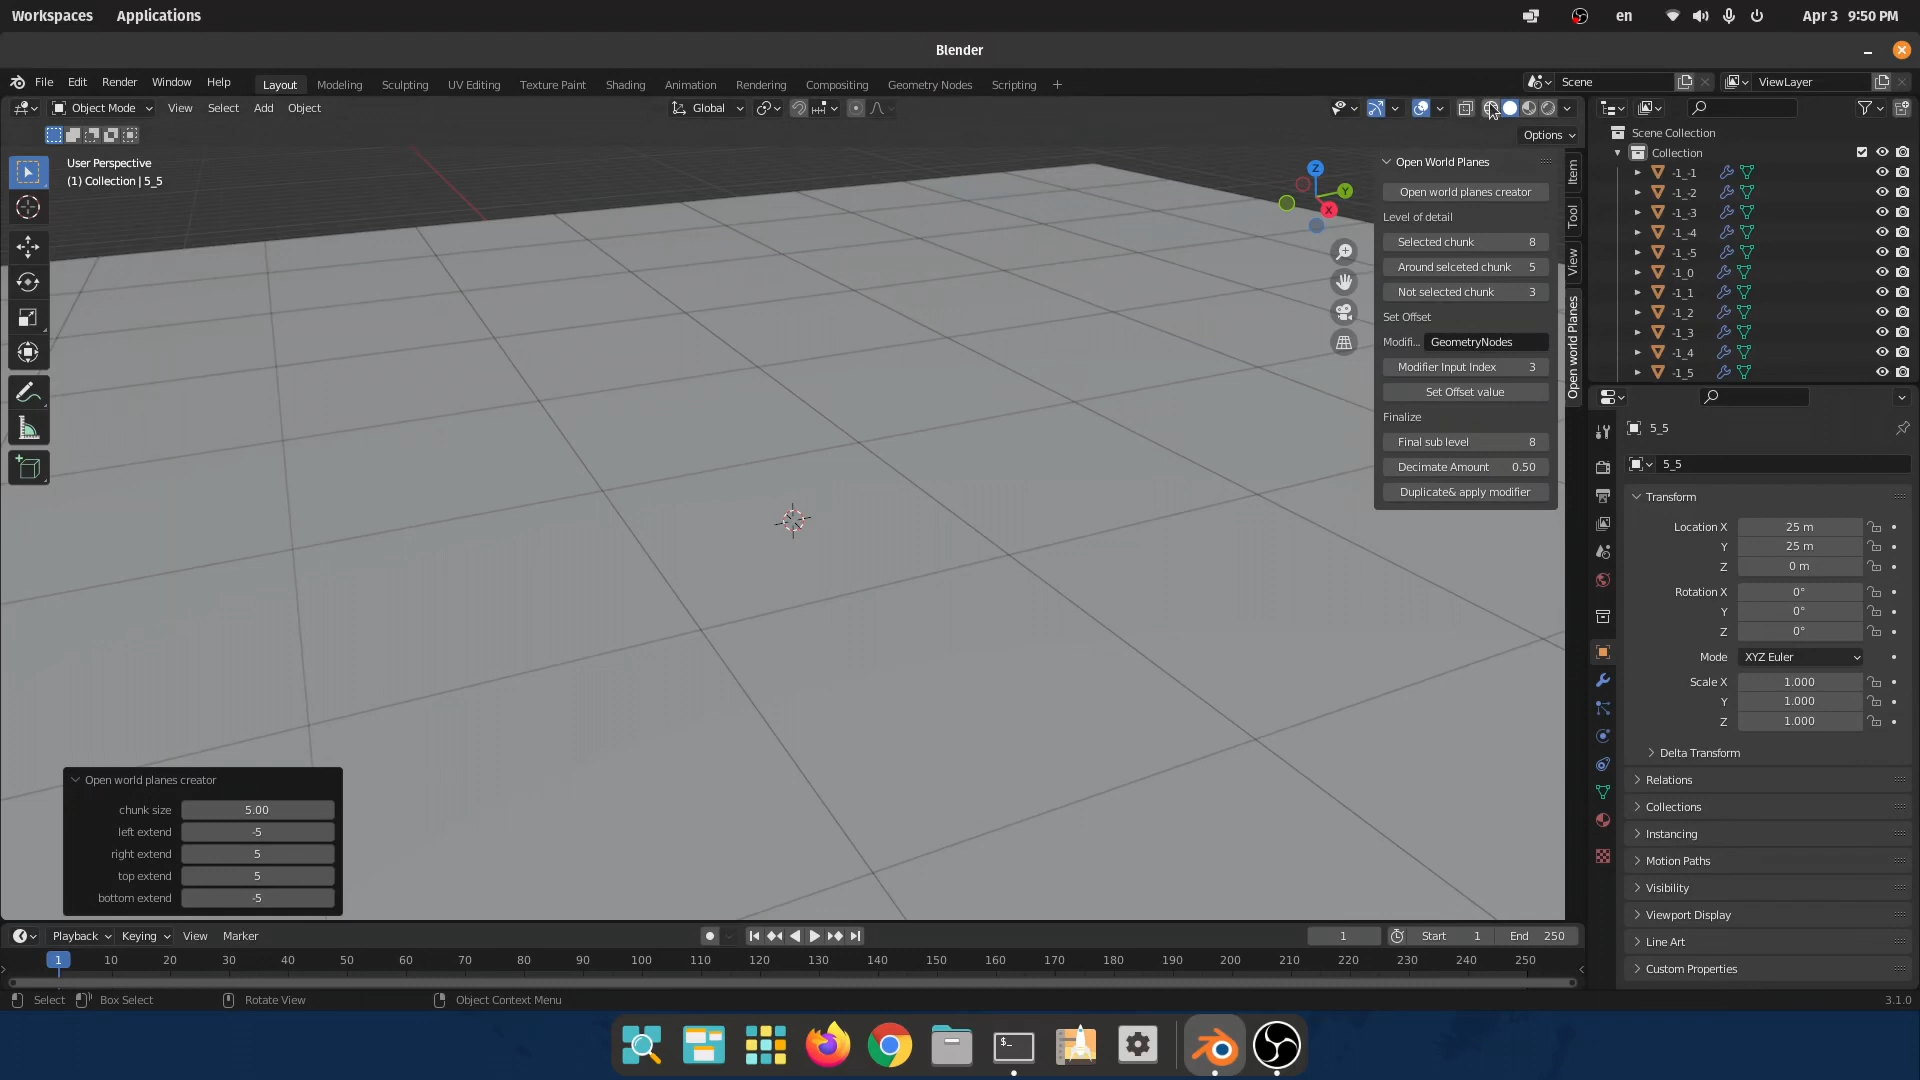 Workspaces Applications en Apr 3 9:50 PM
Blender
File Edit Render Window Help Layout Modeling Sculpting UV Editing Texture Paint Shading Animation Rendering Compositing Geometry Nodes Scripting + Scene ViewLayer
Object Mode View Select Add Object Global
Options
User Perspective
(1) Collection | 5_5
Z
Y
X
Open World Planes
Open world planes creator
Level of detail
Selected chunk 8
Around selceted chunk 5
Not selected chunk 3
Set Offset
Modifi... GeometryNodes
Modifier Input Index 3
Set Offset value
Finalize
Final sub level 8
Decimate Amount 0.50
Duplicate& apply modifier
Item
Tool
View
Open world Planes
Scene Collection
Collection
-1_-1
-1_-2
-1_-3
-1_-4
-1_-5
-1_0
-1_1
-1_2
-1_3
-1_4
-1_5
5_5
5_5
Transform
Location X 25 m
Y 25 m
Z 0 m
Rotation X 0°
Y 0°
Z 0°
Mode XYZ Euler
Scale X 1.000
Y 1.000
Z 1.000
Delta Transform
Relations
Collections
Instancing
Motion Paths
Visibility
Viewport Display
Line Art
Custom Properties
Open world planes creator
chunk size 5.00
left extend -5
right extend 5
top extend 5
bottom extend -5
Playback Keying View Marker 1 Start 1 End 250
1 10 20 30 40 50 60 70 80 90 100 110 120 130 140 150 160 170 180 190 200 210 220 230 240 250
Select Box Select Rotate View Object Context Menu 3.1.0
$_